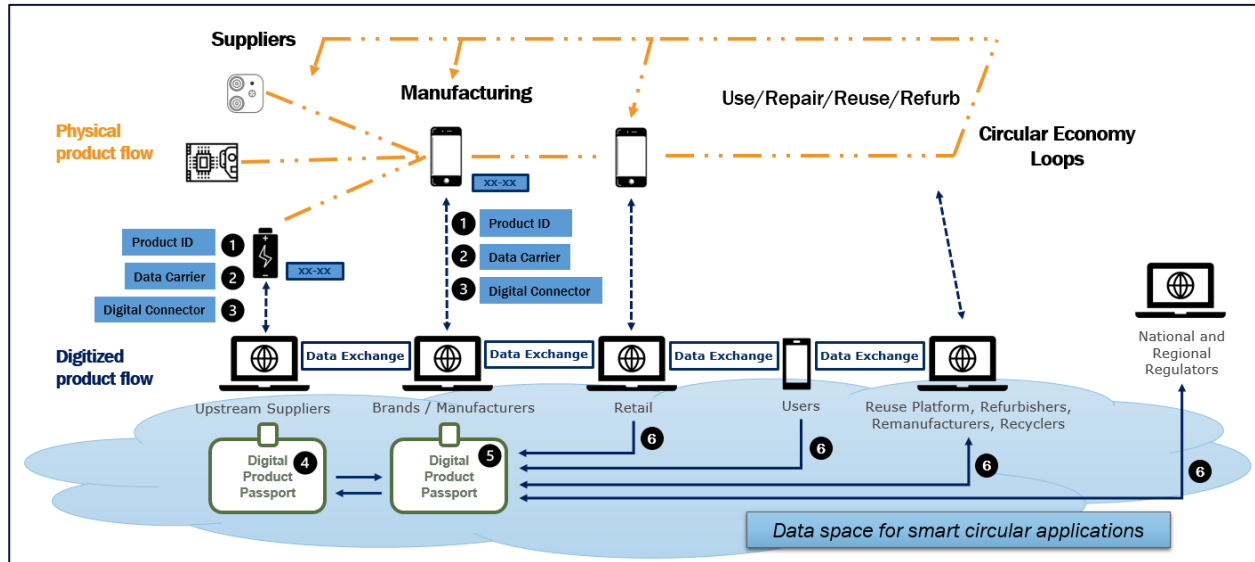 Suppliers
Manufacturing
Use/Repair/Reuse/Refurb
Physical
product flow
Circular Economy
Loops
xx-xx
1
Product ID
2
Data Carrier
3
Digital Connector
Product ID
1
Data Carrier
2
xx-xx
Digital Connector
3
Digitized
product flow
Data Exchange
Data Exchange
Data Exchange
Data Exchange
National and
Regional
Regulators
Upstream Suppliers
Brands / Manufacturers
Retail
Users
Reuse Platform, Refurbishers,
Remanufacturers, Recyclers
Digital
Product
Passport
4
Digital
Product
Passport
5
6
6
6
6
Data space for smart circular applications